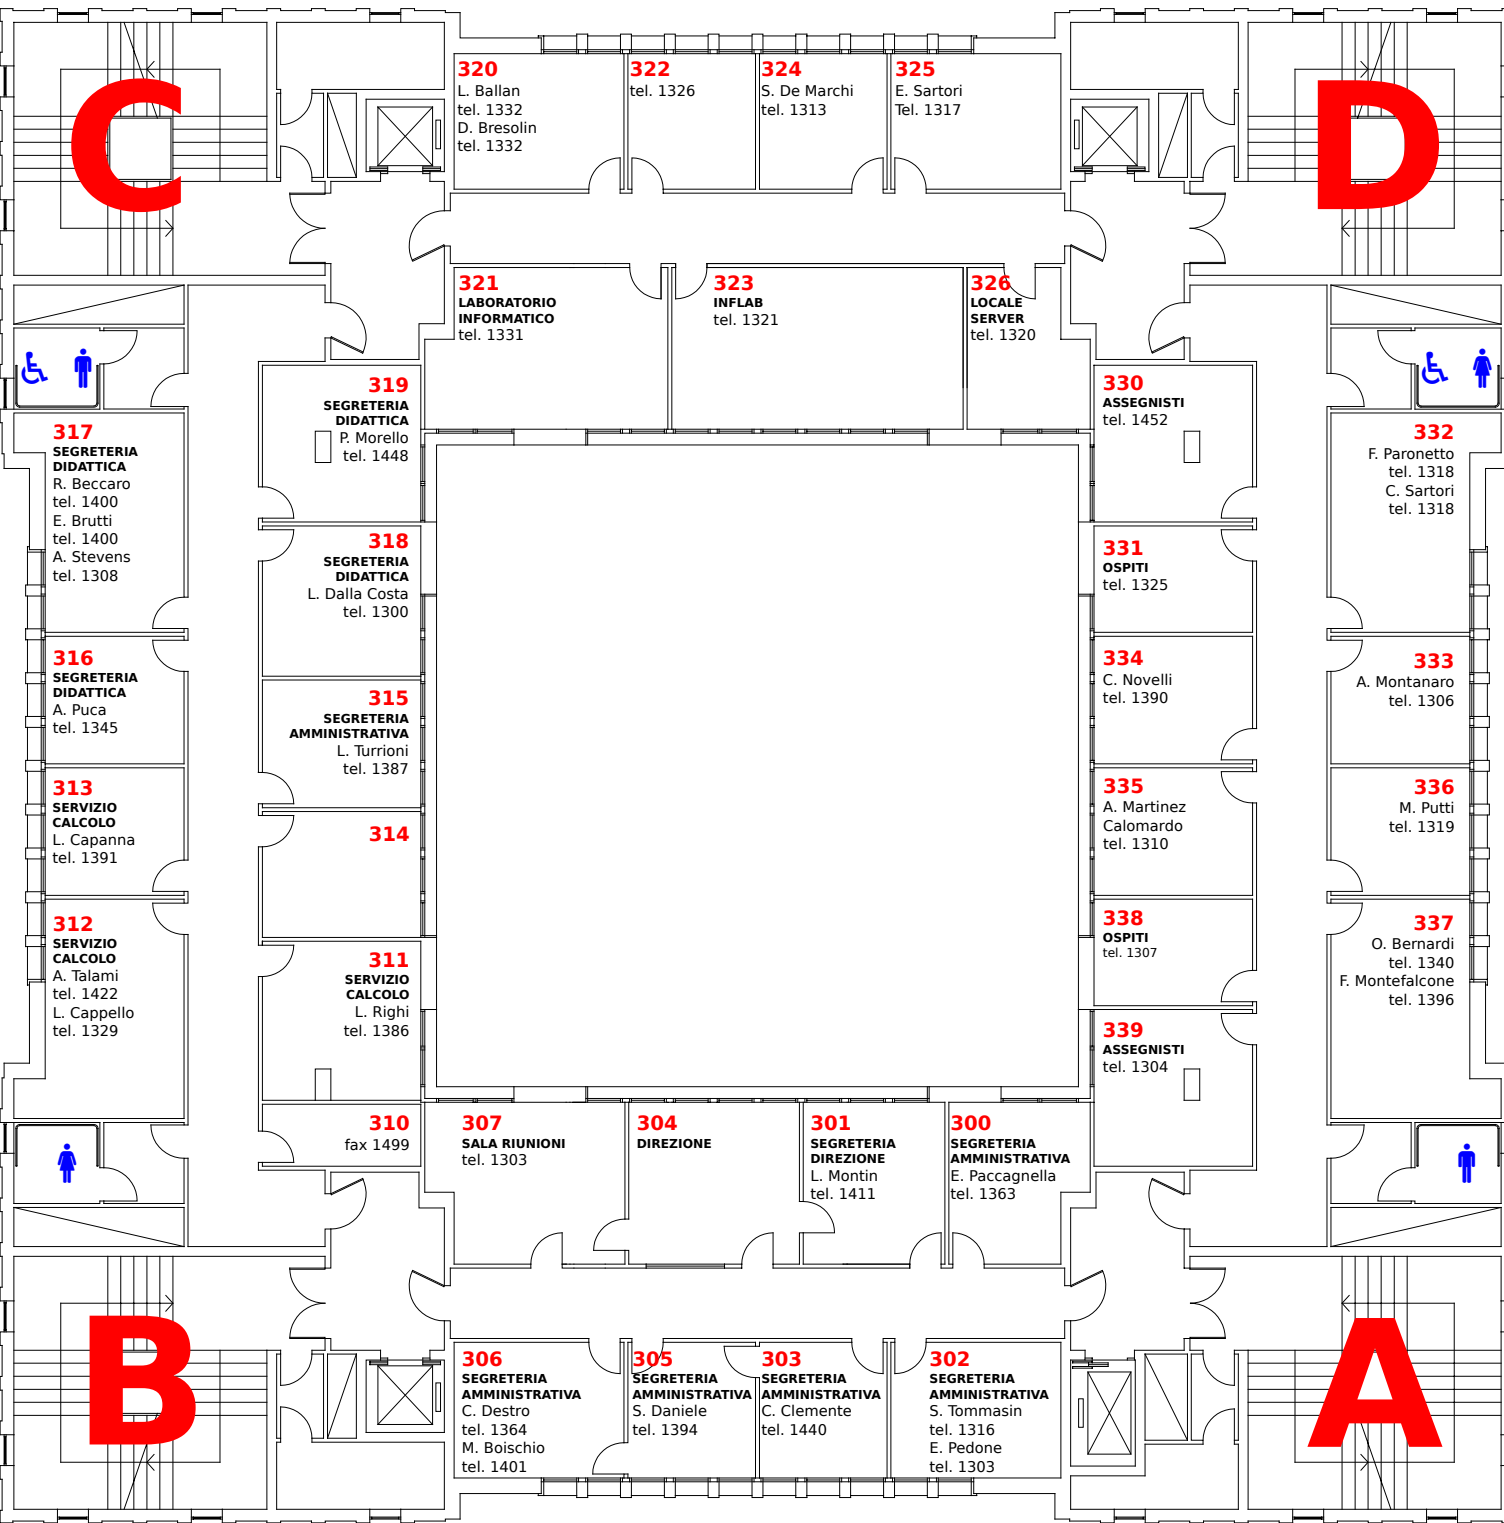 C
D
320
L. Ballan
tel. 1332
D. Bresolin
tel. 1332
322
tel. 1326
324
S. De Marchi
tel. 1313
325
E. Sartori
Tel. 1317
321
LABORATORIO
INFORMATICO
tel. 1331
323
INFLAB
tel. 1321
326
LOCALE
SERVER
tel. 1320
319
SEGRETERIA
DIDATTICA
P. Morello
tel. 1448
330
ASSEGNISTI
tel. 1452
317
SEGRETERIA
DIDATTICA
R. Beccaro
tel. 1400
E. Brutti
tel. 1400
A. Stevens
tel. 1308
332
F. Paronetto
tel. 1318
C. Sartori
tel. 1318
318
SEGRETERIA
DIDATTICA
L. Dalla Costa
tel. 1300
331
OSPITI
tel. 1325
316
SEGRETERIA
DIDATTICA
A. Puca
tel. 1345
315
SEGRETERIA
AMMINISTRATIVA
L. Turrioni
tel. 1387
334
C. Novelli
tel. 1390
333
A. Montanaro
tel. 1306
313
SERVIZIO
CALCOLO
L. Capanna
tel. 1391
314
335
A. Martinez
Calomardo
tel. 1310
336
M. Putti
tel. 1319
312
SERVIZIO
CALCOLO
A. Talami
tel. 1422
L. Cappello
tel. 1329
311
SERVIZIO
CALCOLO
L. Righi
tel. 1386
338
OSPITI
tel. 1307
337
O. Bernardi
tel. 1340
F. Montefalcone
tel. 1396
339
ASSEGNISTI
tel. 1304
310
fax 1499
307
SALA RIUNIONI
tel. 1303
304
DIREZIONE
301
SEGRETERIA
DIREZIONE
L. Montin
tel. 1411
300
SEGRETERIA
AMMINISTRATIVA
E. Paccagnella
tel. 1363
B
A
306
SEGRETERIA
AMMINISTRATIVA
C. Destro
tel. 1364
M. Boischio
tel. 1401
305
SEGRETERIA
AMMINISTRATIVA
S. Daniele
tel. 1394
303
SEGRETERIA
AMMINISTRATIVA
C. Clemente
tel. 1440
302
SEGRETERIA
AMMINISTRATIVA
S. Tommasin
tel. 1316
E. Pedone
tel. 1303